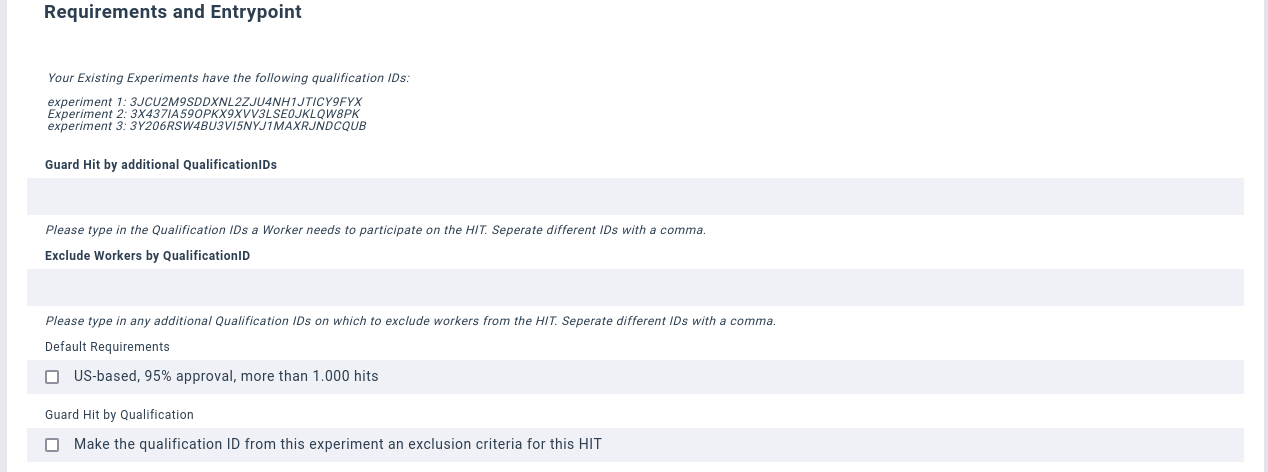 Requirements and Entrypoint
Your Existing Experiments have the following qualification IDs:
experiment 1: 3JCU2M9SDDXNL2ZJU4NH1JTICY9FYX
Experiment 2: 3X437IA59OPKX9XVV3LSE0JKLQW8PK
experiment 3: 3Y206RSW4BU3VI5NYJ1MAXRJNDCQUB
Guard Hit by additional QualificationIDs
Please type in the Qualification IDs a Worker needs to participate on the HIT. Seperate different IDs with a comma.
Exclude Workers by QualificationID
Please type in any additional Qualification IDs on which to exclude workers from the HIT. Seperate different IDs with a comma.
Default Requirements
US-based, 95% approval, more than 1.000 hits
Guard Hit by Qualification
Make the qualification ID from this experiment an exclusion criteria for this HIT